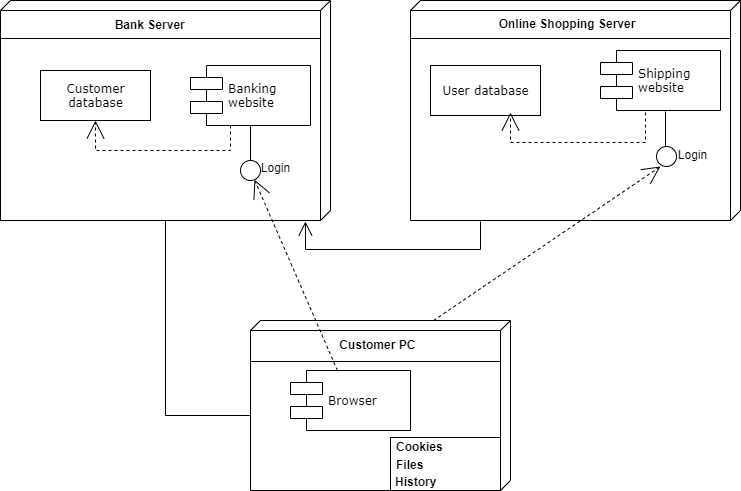 Bank Server
Customer
database
Banking
website
Login
Online Shopping Server
User database
Shipping
website
Login
Customer PC
Browser
Cookies
Files
History